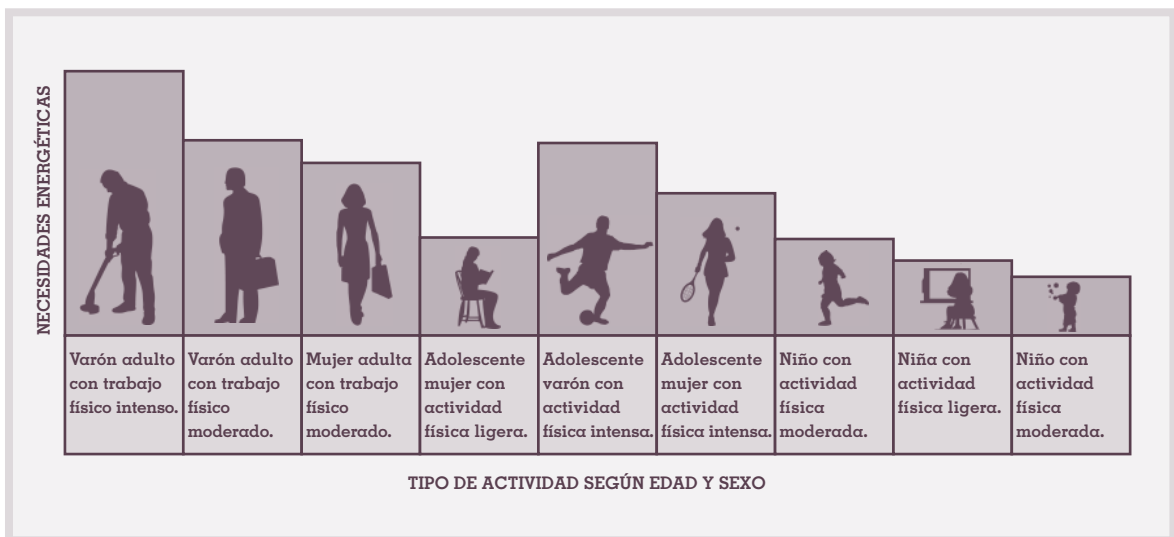 NECESIDADES ENERGÉTICAS
Varón adulto
con trabajo
físico intenso.
Varón adulto
con trabajo
físico
moderado.
Mujer adulta
con trabajo
físico
moderado.
Adolescente
mujer con
actividad
física ligera.
Adolescente
varón con
actividad
física intensa.
Adolescente
mujer con
actividad
física intensa.
Niño con
actividad
física
moderada.
Niña con
actividad
física ligera.
Niño con
actividad
física
moderada.
TIPO DE ACTIVIDAD SEGÚN EDAD Y SEXO